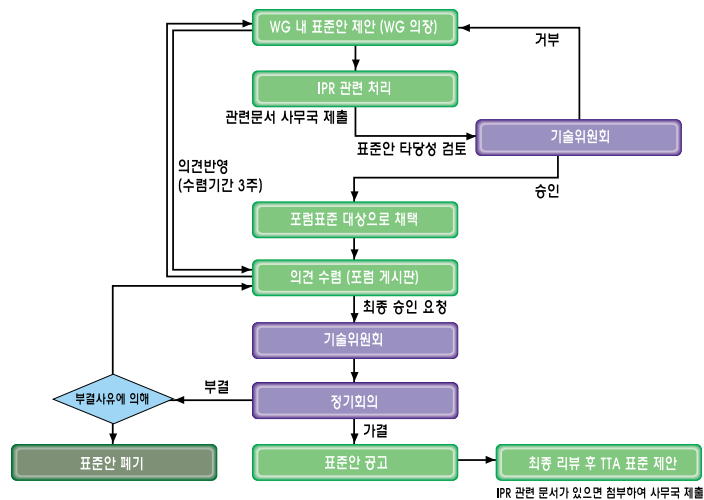 WG 내 표준안 제안 (WG 의장)
거부
IPR 관련 처리
관련문서 사무국 제출
기술위원회
표준안 타당성 검토
의견반영
(수렴기간 3주)
승인
포럼표준 대상으로 채택
의견 수렴 (포럼 게시판)
최종 승인 요청
기술위원회
부결
정기회의
부결사유에 의해
가결
표준안 폐기
표준안 공고
최종 리뷰 후 TTA 표준 제안
IPR 관련 문서가 있으면 첨부하여 사무국 제출